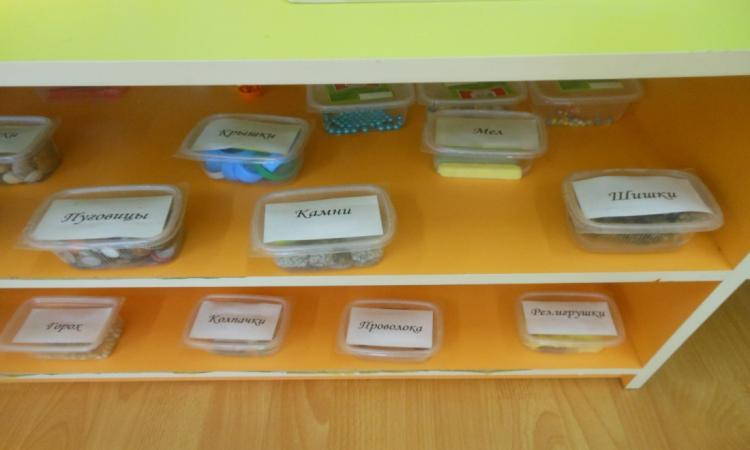 Крышки
Мел
Пуговицы
Камни
Шишки
Горох
Колпачки
Проволока
Рез.игрушки